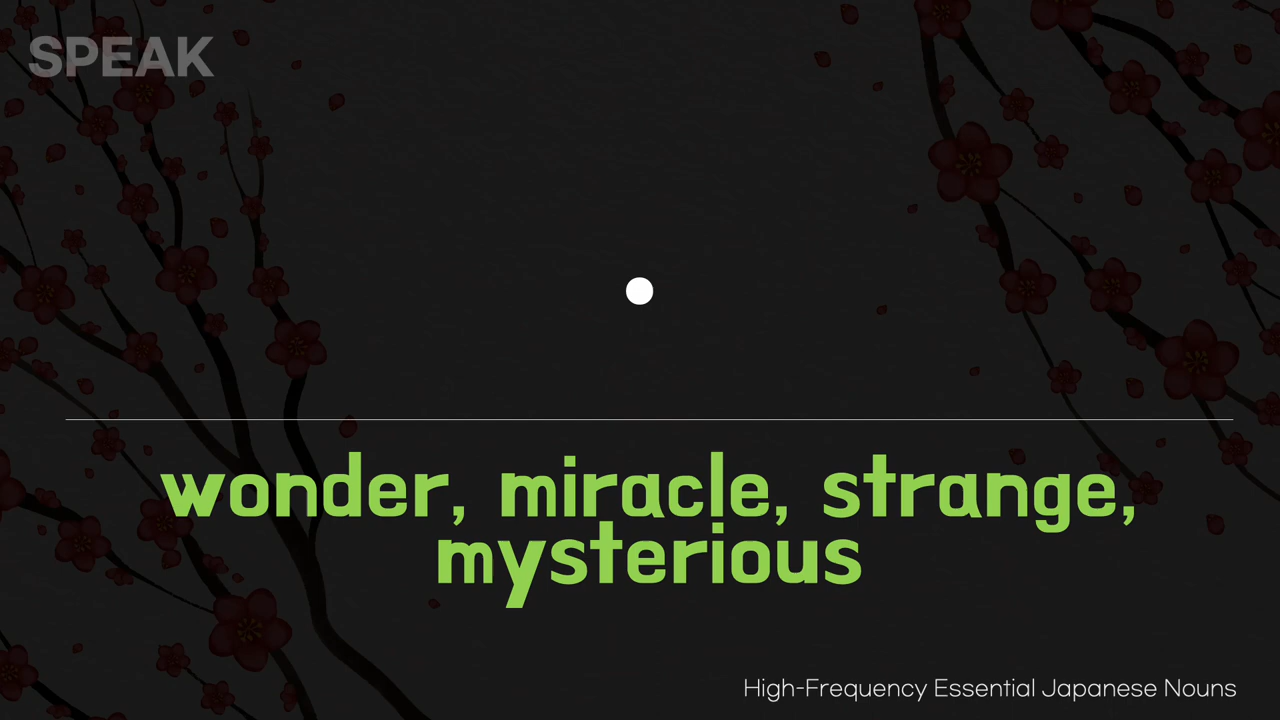 SPEAK
wonder, miracle, strange,
mysterious
High-Frequency Essential Japanese Nouns